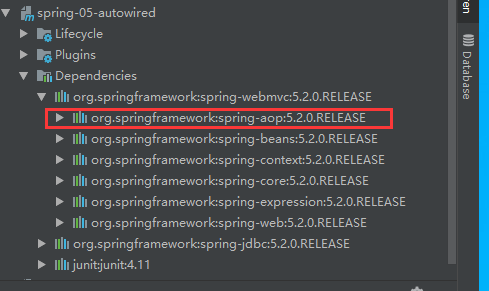 spring-05-autowired
Lifecycle
Plugins
Dependencies
org.springframework:spring-webmvc:5.2.0.RELEASE
org.springframework:spring-aop:5.2.0.RELEASE
org.springframework:spring-beans:5.2.0.RELEASE
org.springframework:spring-context:5.2.0.RELEASE
org.springframework:spring-core:5.2.0.RELEASE
org.springframework:spring-expression:5.2.0.RELEASE
org.springframework:spring-web:5.2.0.RELEASE
org.springframework:spring-jdbc:5.2.0.RELEASE
junit:junit:4.11
Database